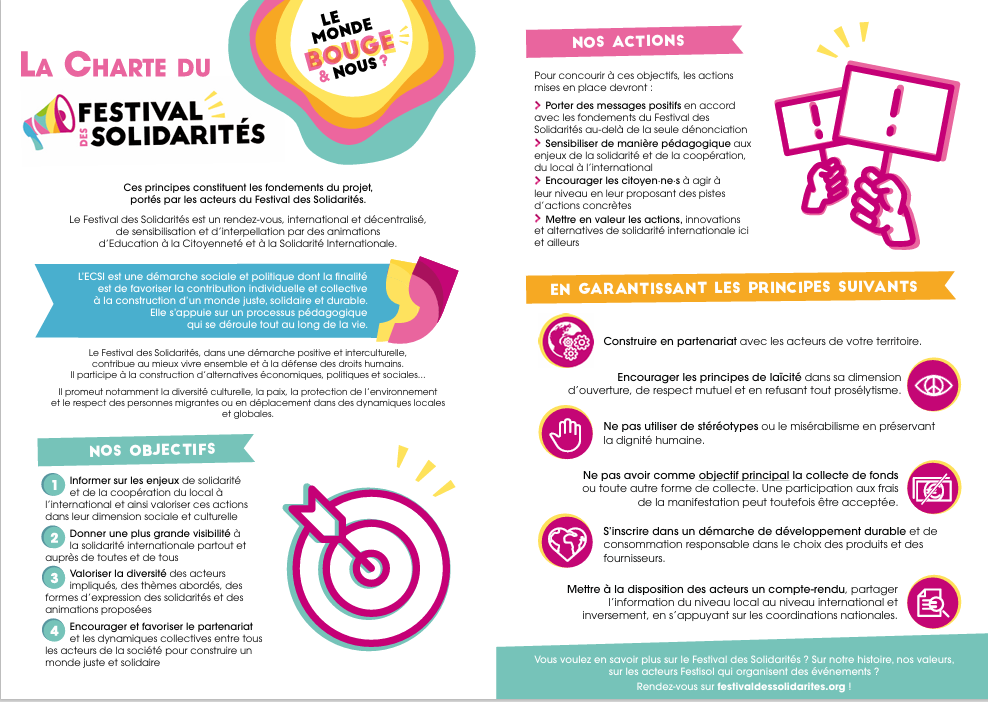 LA CHARTE DU
FESTIVAL
DES SOLIDARITÉS
LE
MONDE
BOUGE
& NOUS ?
Ces principes constituent les fondements du projet,
portés par les acteurs du Festival des Solidarités.
Le Festival des Solidarités est un rendez-vous, international et décentralisé,
de sensibilisation et d'interpellation par des animations
d'Education à la Citoyenneté et à la Solidarité Internationale.
L'ECSI est une démarche sociale et politique dont la finalité
est de favoriser la contribution individuelle et collective
à la construction d'un monde juste, solidaire et durable.
Elle s'appuie sur un processus pédagogique
qui se déroule tout au long de la vie.
Le Festival des Solidarités, dans une démarche positive et interculturelle,
contribue au mieux vivre ensemble et à la défense des droits humains.
Il participe à la construction d'alternatives économiques, politiques et sociales...
Il promeut notamment la diversité culturelle, la paix, la protection de l'environnement
et le respect des personnes migrantes ou en déplacement dans des dynamiques locales
et globales.
NOS OBJECTIFS
1 Informer sur les enjeux de solidarité
et de la coopération du local à
l'international et ainsi valoriser ces actions
dans leur dimension sociale et culturelle
2 Donner une plus grande visibilité à
la solidarité internationale partout et
auprès de toutes et de tous
3 Valoriser la diversité des acteurs
impliqués, des thèmes abordés, des
formes d'expression des solidarités et des
animations proposées
4 Encourager et favoriser le partenariat
et les dynamiques collectives entre tous
les acteurs de la société pour construire un
monde juste et solidaire
NOS ACTIONS
Pour concourir à ces objectifs, les actions
mises en place devront :
> Porter des messages positifs en accord
avec les fondements du Festival des
Solidarités au-delà de la seule dénonciation
> Sensibiliser de manière pédagogique aux
enjeux de la solidarité et de la coopération,
du local à l'international
> Encourager les citoyen·ne·s à agir à
leur niveau en leur proposant des pistes
d'actions concrètes
> Mettre en valeur les actions, innovations
et alternatives de solidarité internationale ici
et ailleurs
! !
EN GARANTISSANT LES PRINCIPES SUIVANTS
Construire en partenariat avec les acteurs de votre territoire.
Encourager les principes de laïcité dans sa dimension
d'ouverture, de respect mutuel et en refusant tout prosélytisme.
Ne pas utiliser de stéréotypes ou le misérabilisme en préservant
la dignité humaine.
Ne pas avoir comme objectif principal la collecte de fonds
ou toute autre forme de collecte. Une participation aux frais
de la manifestation peut toutefois être acceptée.
S'inscrire dans un démarche de développement durable et de
consommation responsable dans le choix des produits et des
fournisseurs.
Mettre à la disposition des acteurs un compte-rendu, partager
l'information du niveau local au niveau international et
inversement, en s'appuyant sur les coordinations nationales.
Vous voulez en savoir plus sur le Festival des Solidarités ? Sur notre histoire, nos valeurs,
sur les acteurs Festisol qui organisent des événements ?
Rendez-vous sur festivaldessolidarites.org !